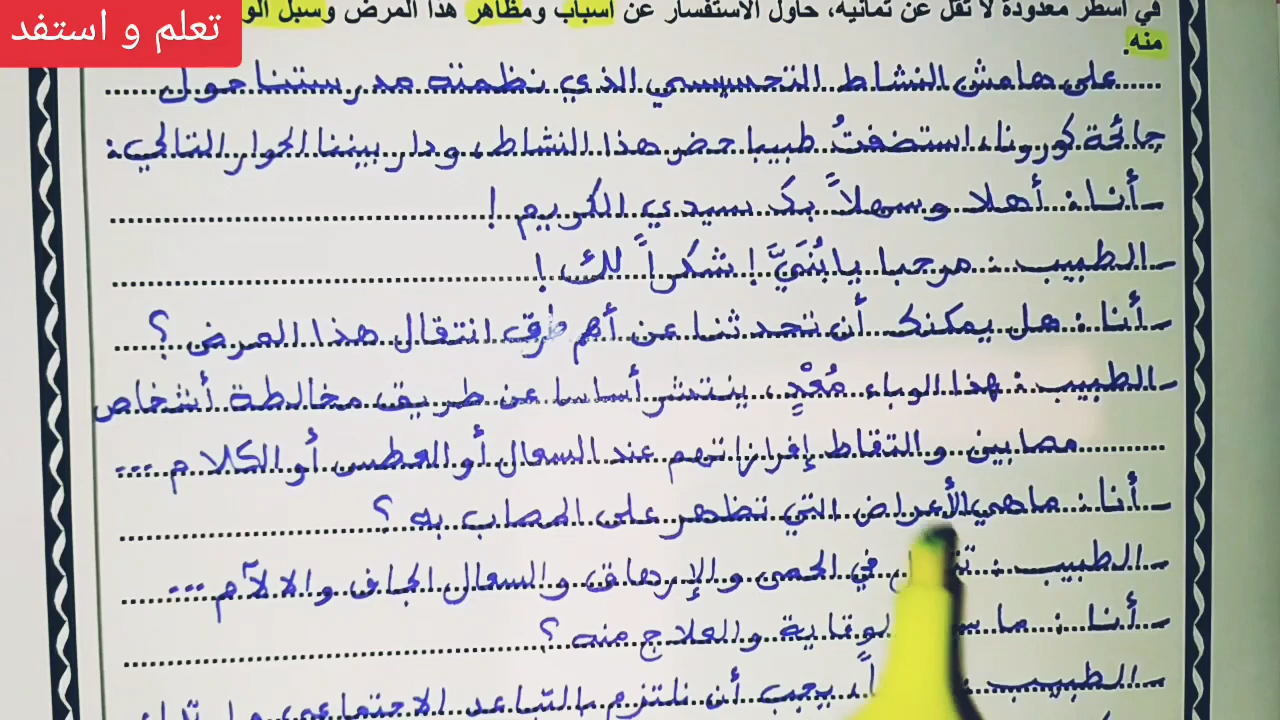 تعلم و استفد
في أسطر معدودة لا تقل عن ثمانية، حاول الاستفسار عن أسباب ومظاهر هذا المرض وسبل
منه.
على هامش النشاط التحسيسي الذي نظمته مدرستنا حول
جائحة كورونا، استضفتُ طبيبا حضر هذا النشاط، ودار بيننا الحوار التالي:
- أنا: أهلا وسهلاً بك سيدي الكريم!
- الطبيب: مرحبا يا بُنَيَّ! شكراً لك!
- أنا: هل يمكنك أن تحدثنا عن أهم طرق انتقال هذا المرض؟
- الطبيب: هذا الوباء مُعْدٍ، ينتشر أساسا عن طريق مخالطة أشخاص
مصابين والتقاط إفرازاتهم عند السعال أو العطس أو الكلام...
- أنا: ما هي الأعراض التي تظهر على المصاب به؟
- الطبيب: في الحمى والإرهاق والسعال الجاف والالآم...
- أنا: ما والعلاج منه؟
- الطبيب: يجب أن نلتزم بالتباعد الاجتماعي